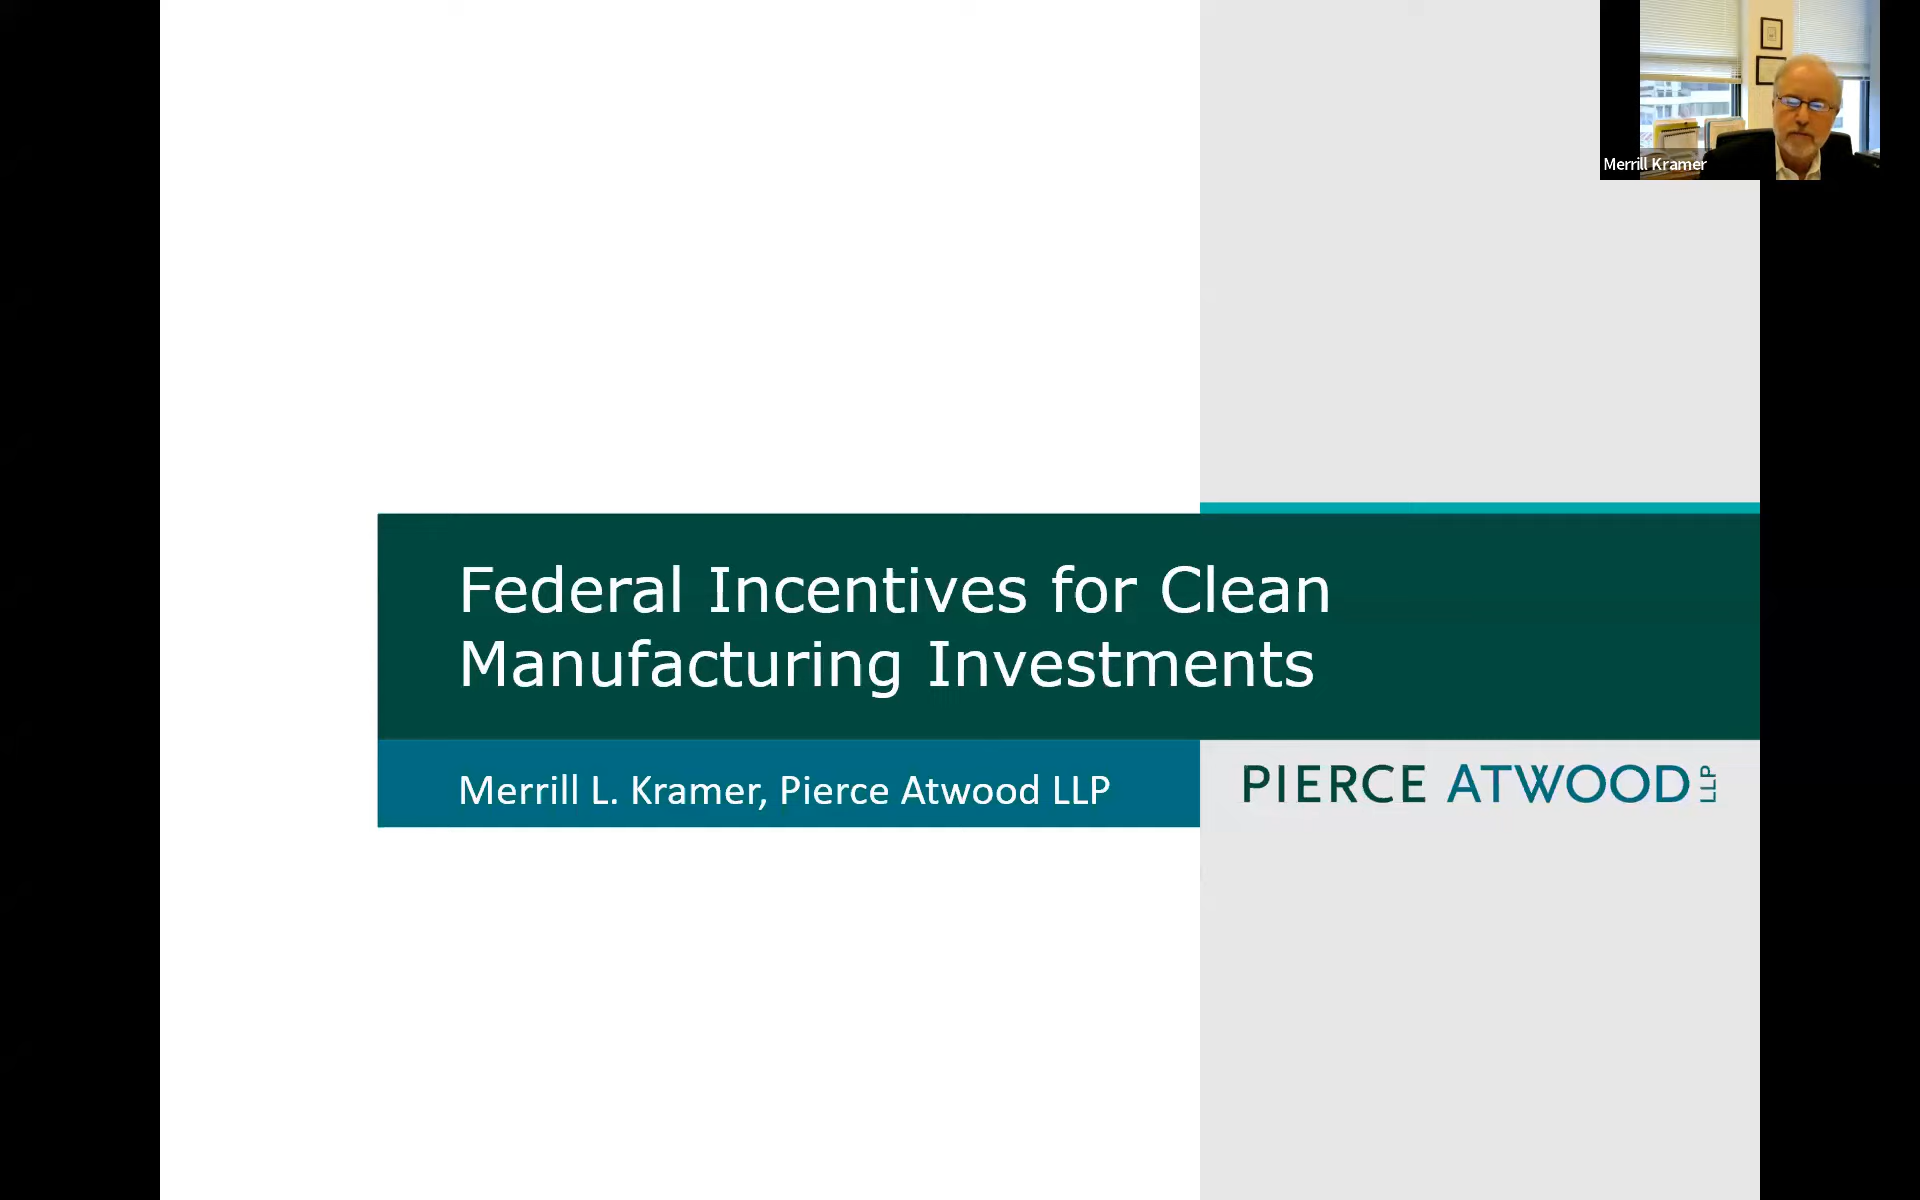 Merrill Kramer
Federal Incentives for Clean
Manufacturing Investments
Merrill L. Kramer, Pierce Atwood LLP
PIERCE ATWOOD LLP